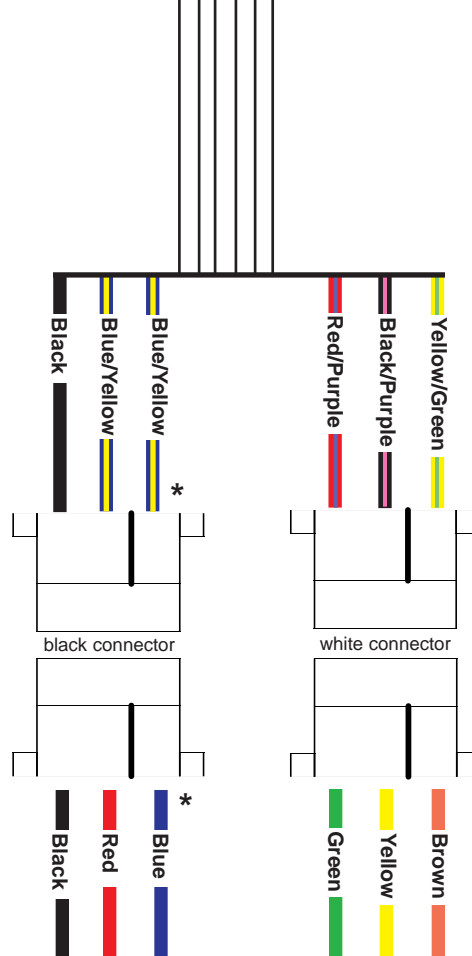 Black
Blue/Yellow
Blue/Yellow
Red/Purple
Black/Purple
Yellow/Green
*
black connector
white connector
*
Black
Red
Blue
Green
Yellow
Brown